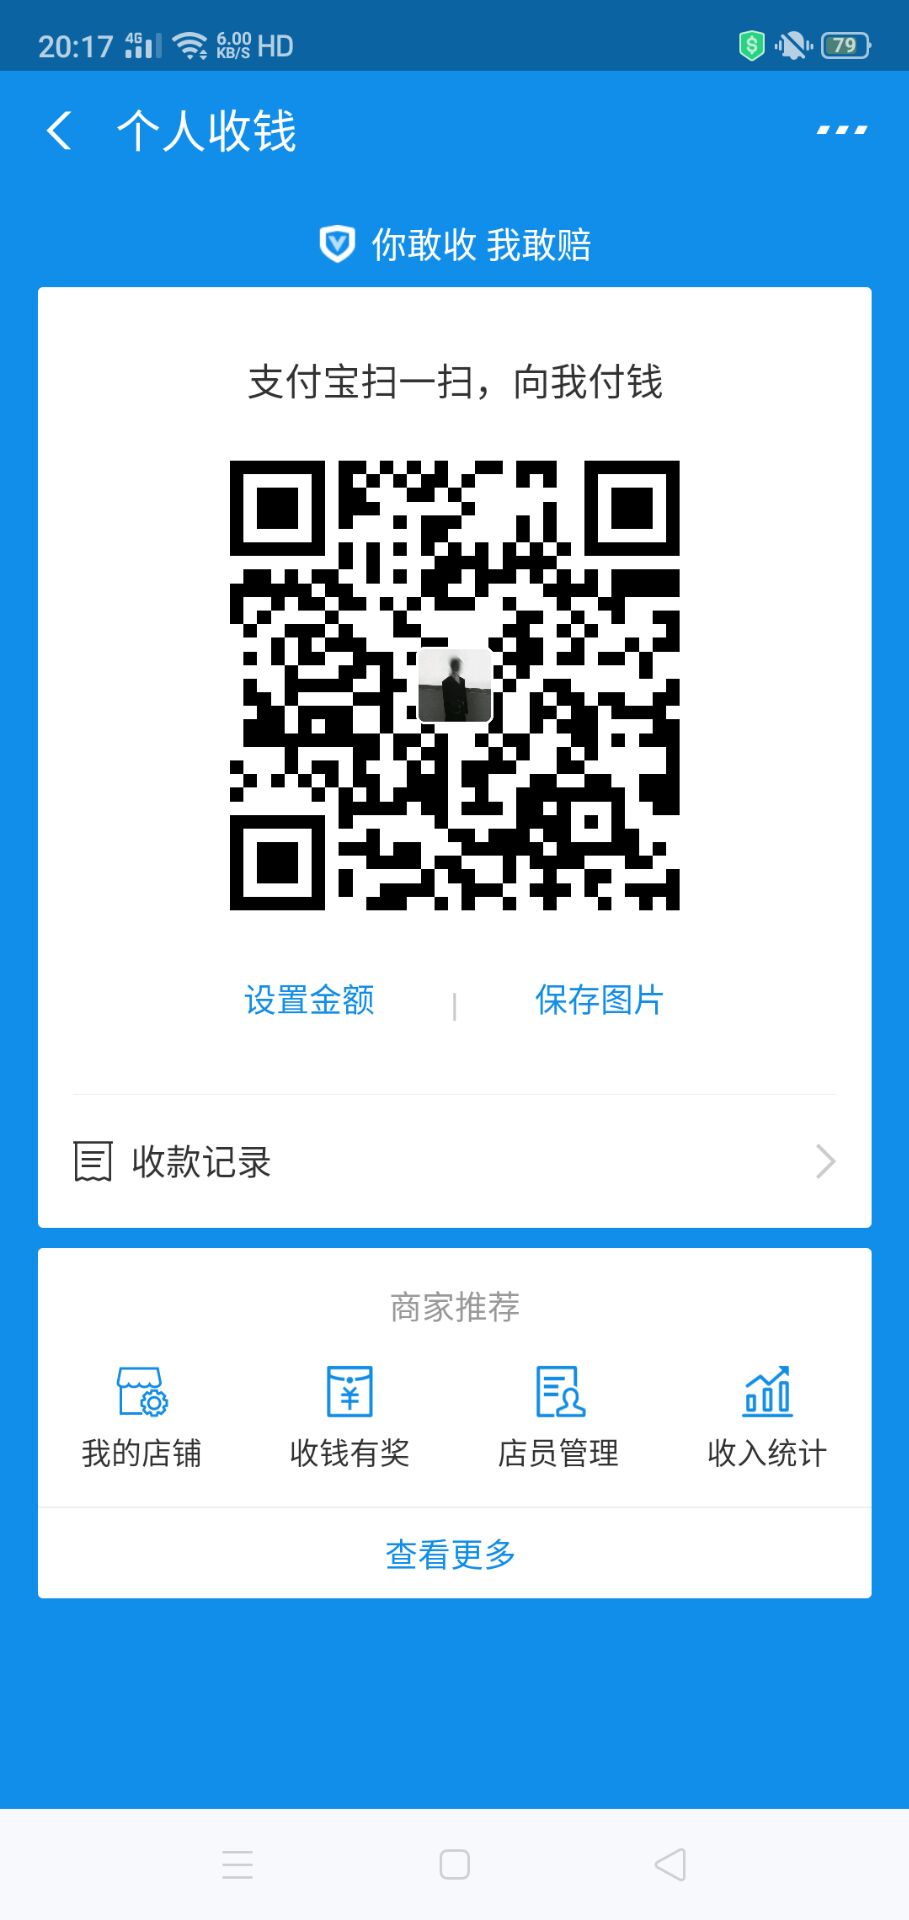 20:17 4G 6.00 KB/S HD 79
个人收钱
你敢收 我敢赔
支付宝扫一扫，向我付钱
设置金额 | 保存图片
收款记录
商家推荐
我的店铺 收钱有奖 店员管理 收入统计
查看更多